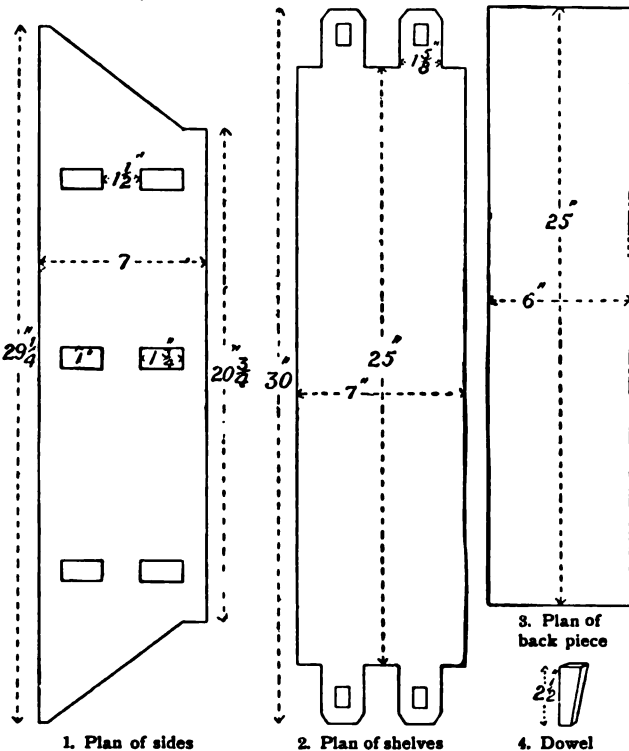 1 5/8"
1 1/2"
25"
7
6"
29 1/4"
1"
1 3/4"
20 3/4"
30"
25"
7"
3. Plan of
back piece
2 1/2"
1. Plan of sides
2. Plan of shelves
4. Dowel